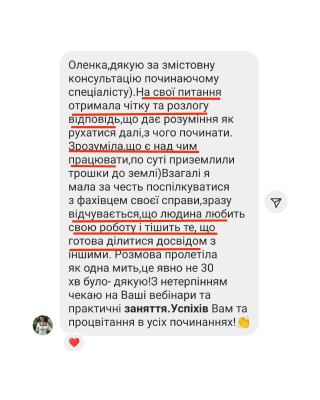 Оленка,дякую за змістовну
консультацію починаючому
спеціалісту).На свої питання
отримала чітку та розлогу
відповідь,що дає розуміння як
рухатися далі,з чого починати.
Зрозуміла,що є над чим
працювати,по суті приземлили
трошки до землі)Взагалі я
мала за честь поспілкуватися
з фахівцем своєї справи,зразу
відчувається,що людина любить
свою роботу і тішить те, що
готова ділитися досвідом з
іншими. Розмова пролетіла
як одна мить,це явно не 30
хв було- дякую!З нетерпінням
чекаю на Ваші вебінари та
практичні заняття.Успіхів Вам та
процвітання в усіх починаннях!👏